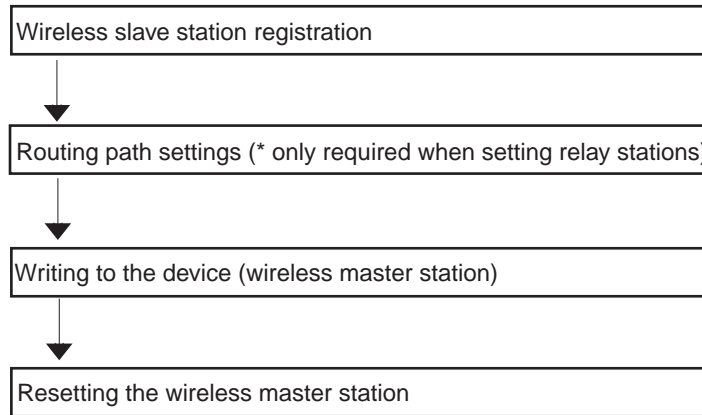 Wireless slave station registration
Routing path settings (* only required when setting relay stations)
Writing to the device (wireless master station)
Resetting the wireless master station